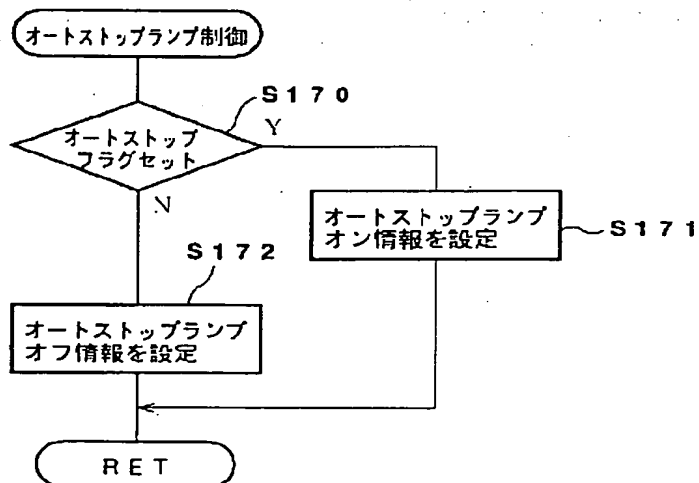 オートストップランプ制御
S170
オートストップ
フラグセット
Y
N
オートストップランプ
オン情報を設定
S171
S172
オートストップランプ
オフ情報を設定
RET